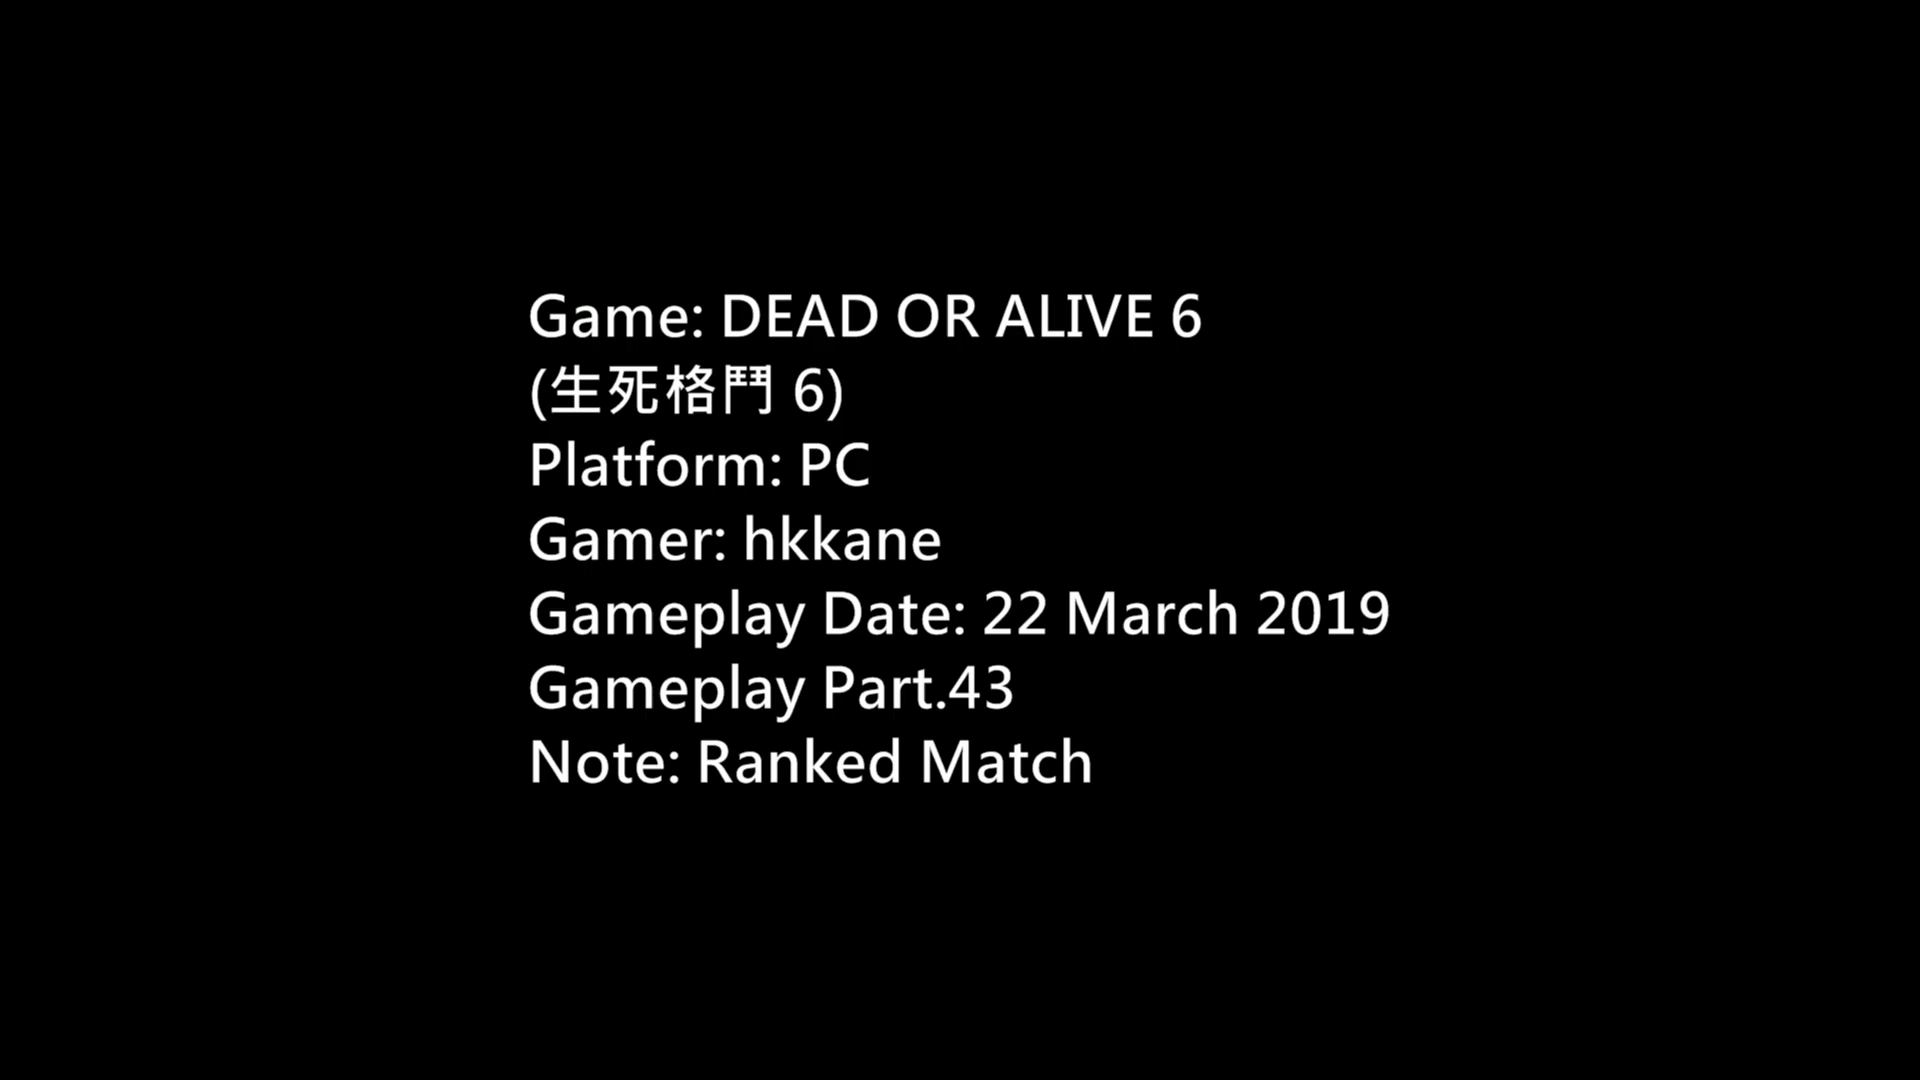 Game: DEAD OR ALIVE 6
(生死格鬥 6)
Platform: PC
Gamer: hkkane
Gameplay Date: 22 March 2019
Gameplay Part.43
Note: Ranked Match